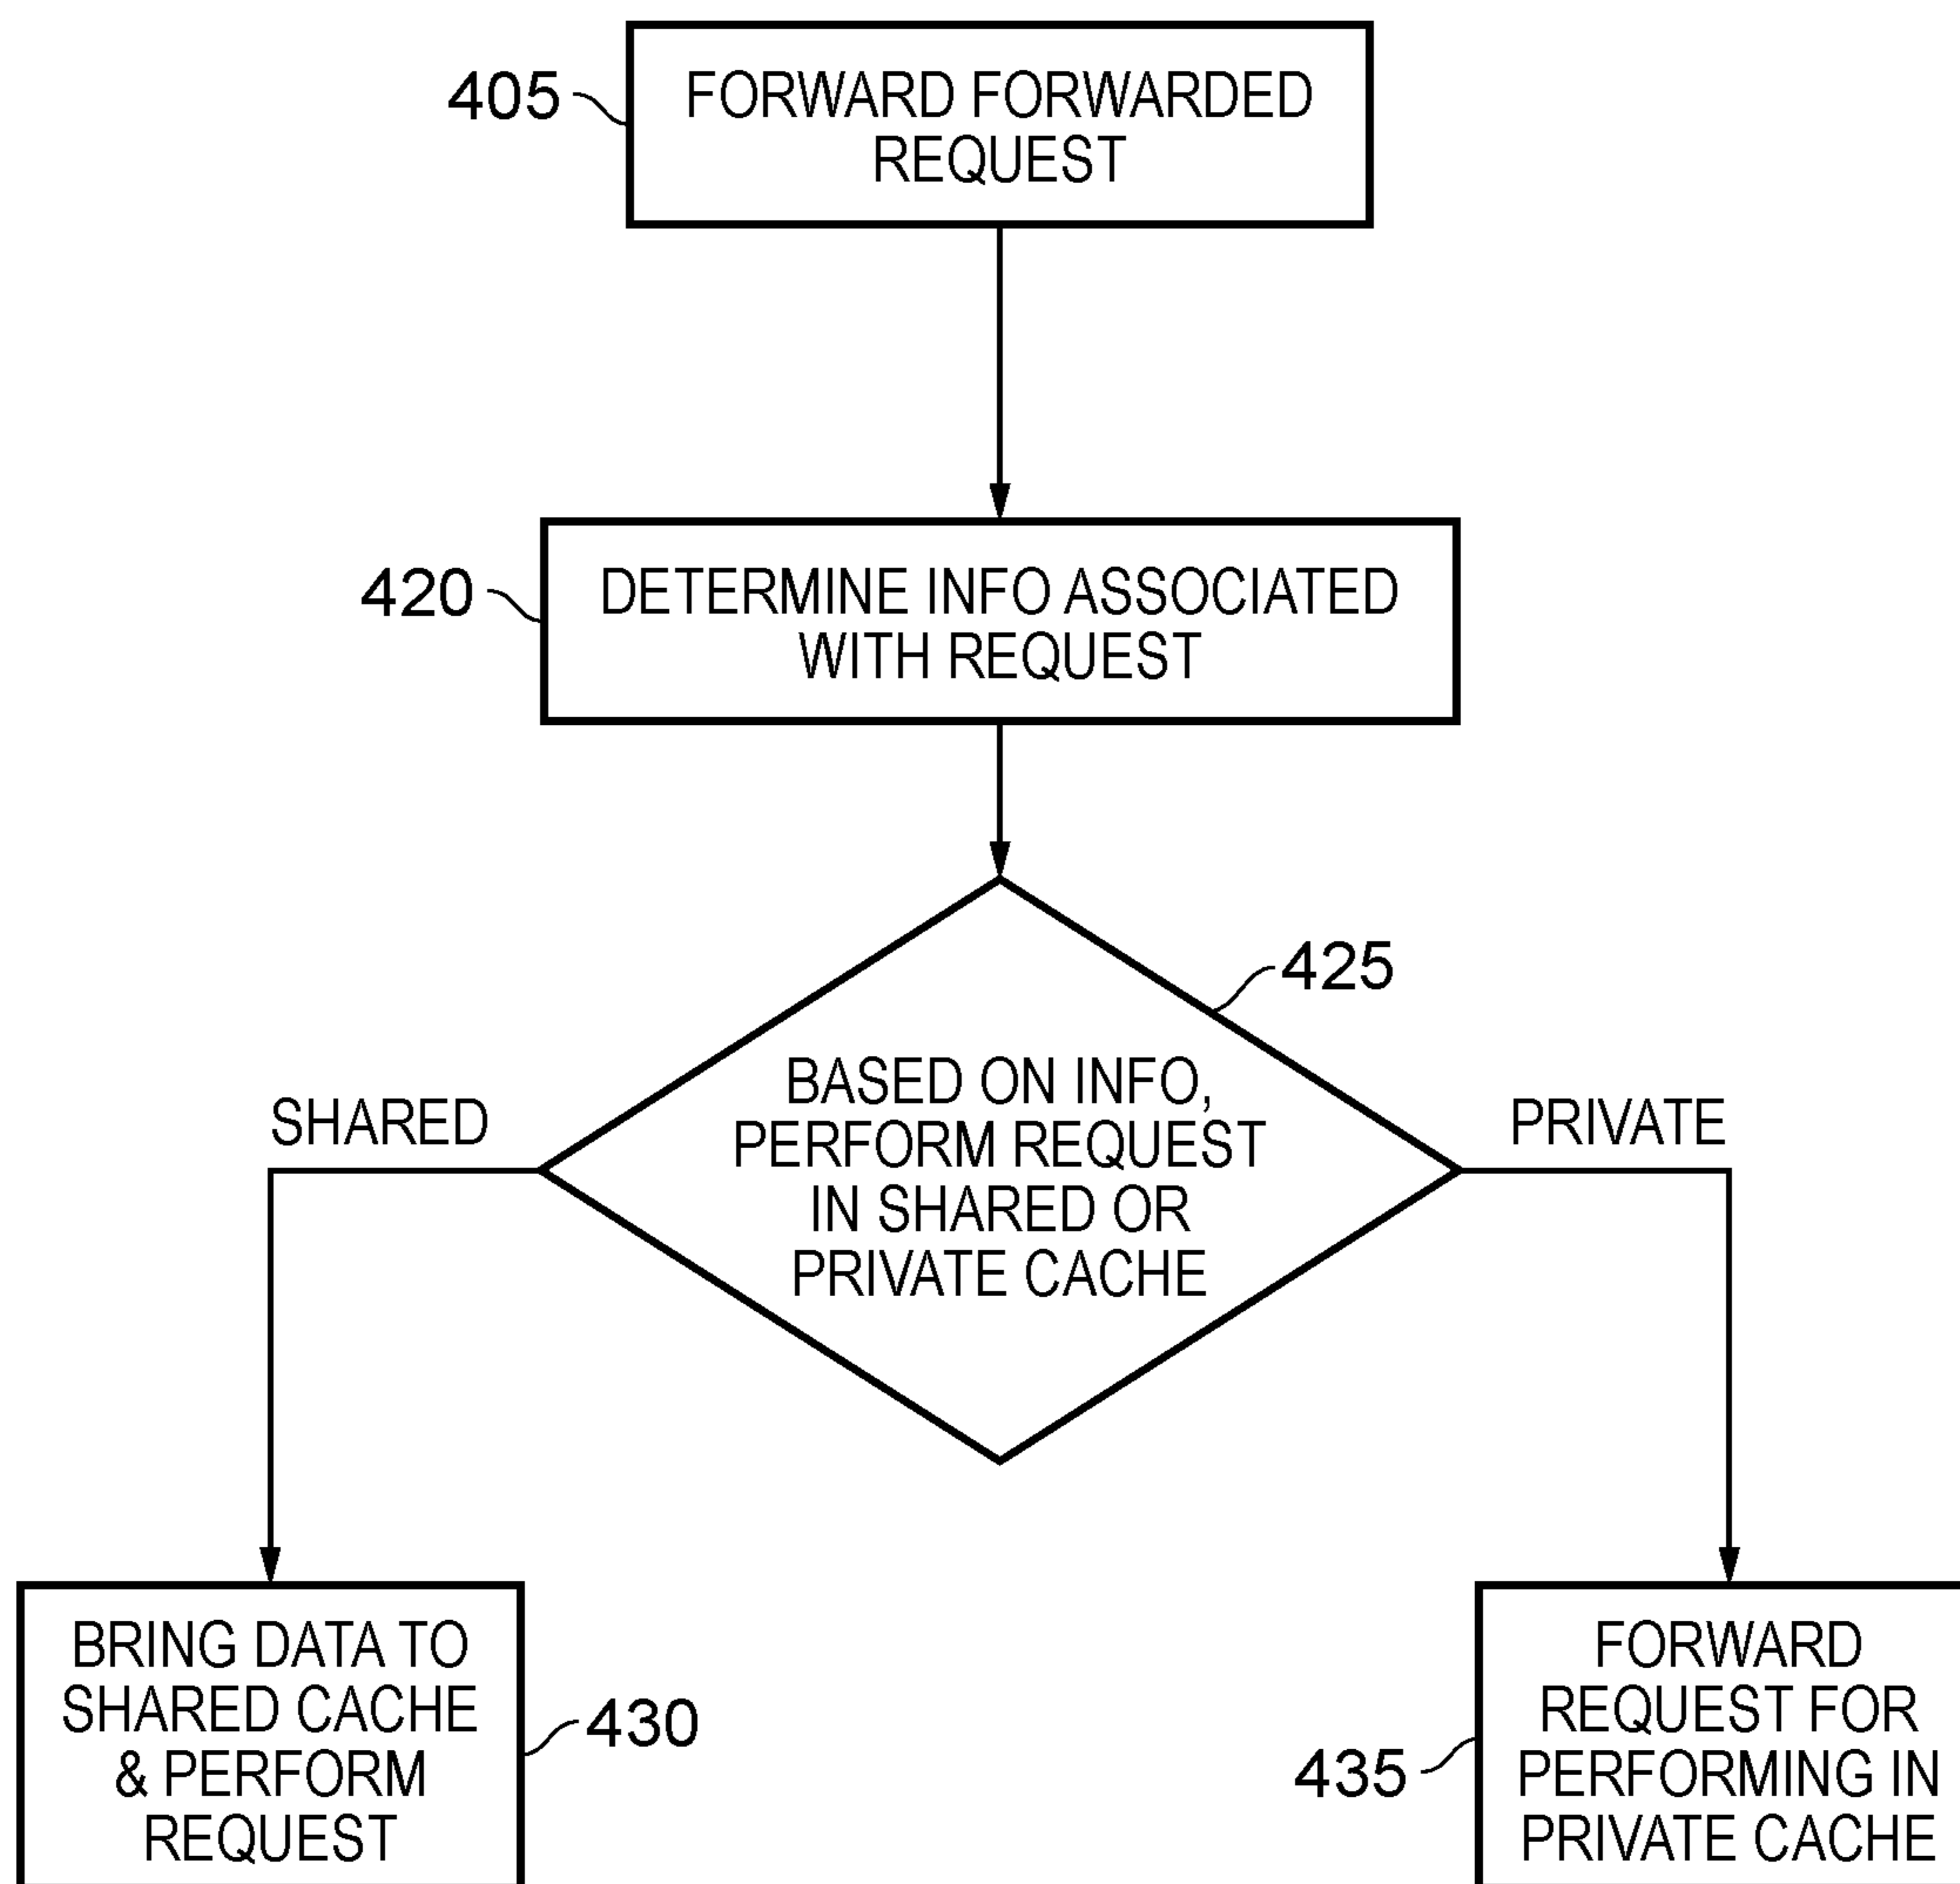 405
FORWARD FORWARDED
REQUEST
420
DETERMINE INFO ASSOCIATED
WITH REQUEST
425
BASED ON INFO,
PERFORM REQUEST
IN SHARED OR
PRIVATE CACHE
SHARED
PRIVATE
BRING DATA TO
SHARED CACHE
& PERFORM
REQUEST
430
435
FORWARD
REQUEST FOR
PERFORMING IN
PRIVATE CACHE